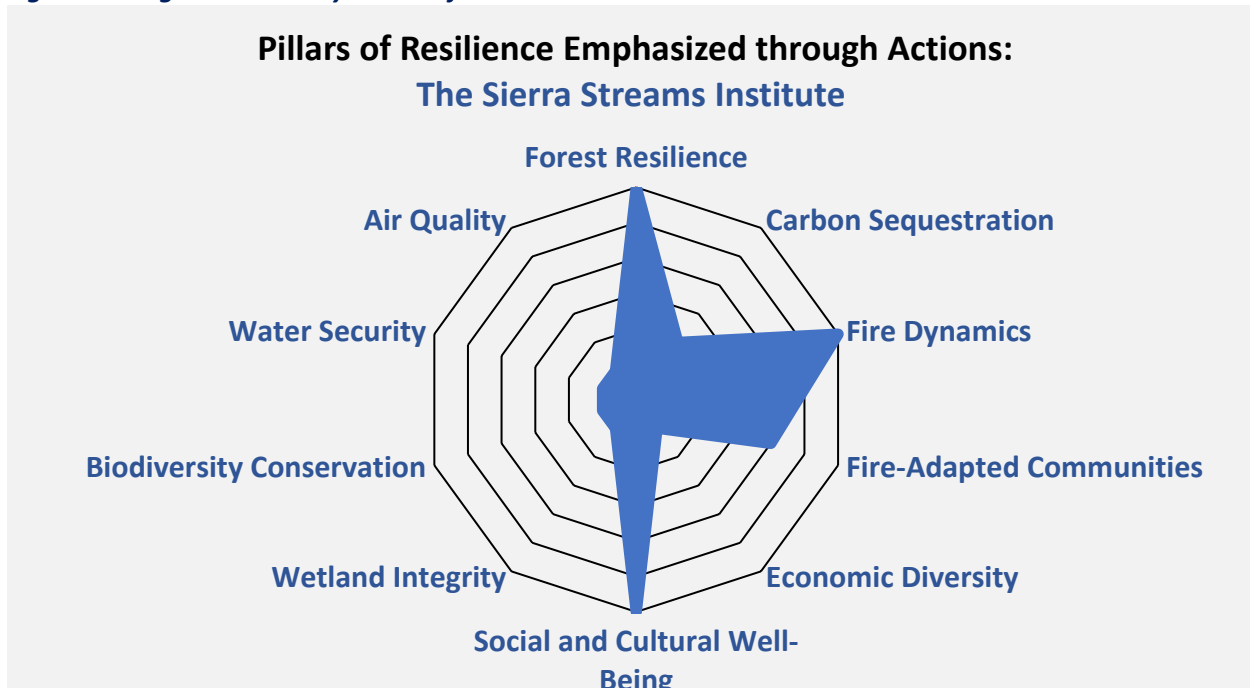 Pillars of Resilience Emphasized through Actions:
The Sierra Streams Institute
Forest Resilience
Air Quality
Carbon Sequestration
Water Security
Fire Dynamics
Biodiversity Conservation
Fire-Adapted Communities
Wetland Integrity
Economic Diversity
Social and Cultural Well-
Being